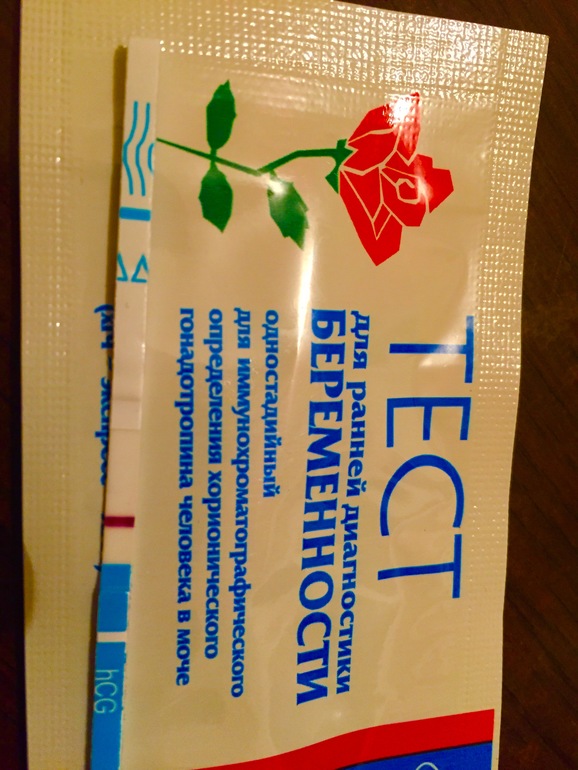 ТЕСТ
для ранней диагностики
БЕРЕМЕННОСТИ
одностадийный
для иммунохроматографического
определения хорионического
гонадотропина человека в моче
hCG